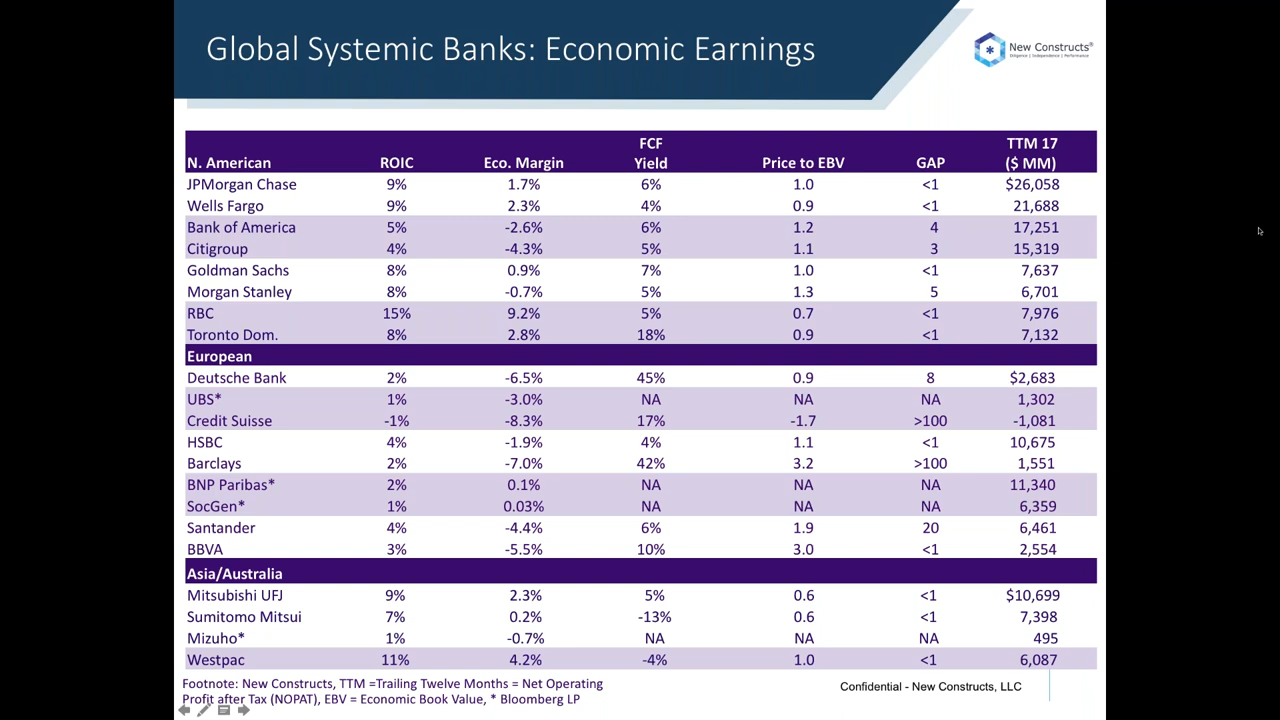 Global Systemic Banks: Economic Earnings
New Constructs®
Diligence | Independence | Performance
N. American ROIC Eco. Margin FCF Yield Price to EBV GAP TTM 17 ($ MM)
JPMorgan Chase 9% 1.7% 6% 1.0 <1 $26,058
Wells Fargo 9% 2.3% 4% 0.9 <1 21,688
Bank of America 5% -2.6% 6% 1.2 4 17,251
Citigroup 4% -4.3% 5% 1.1 3 15,319
Goldman Sachs 8% 0.9% 7% 1.0 <1 7,637
Morgan Stanley 8% -0.7% 5% 1.3 5 6,701
RBC 15% 9.2% 5% 0.7 <1 7,976
Toronto Dom. 8% 2.8% 18% 0.9 <1 7,132
European
Deutsche Bank 2% -6.5% 45% 0.9 8 $2,683
UBS* 1% -3.0% NA NA NA 1,302
Credit Suisse -1% -8.3% 17% -1.7 >100 -1,081
HSBC 4% -1.9% 4% 1.1 <1 10,675
Barclays 2% -7.0% 42% 3.2 >100 1,551
BNP Paribas* 2% 0.1% NA NA NA 11,340
SocGen* 1% 0.03% NA NA NA 6,359
Santander 4% -4.4% 6% 1.9 20 6,461
BBVA 3% -5.5% 10% 3.0 <1 2,554
Asia/Australia
Mitsubishi UFJ 9% 2.3% 5% 0.6 <1 $10,699
Sumitomo Mitsui 7% 0.2% -13% 0.6 <1 7,398
Mizuho* 1% -0.7% NA NA NA 495
Westpac 11% 4.2% -4% 1.0 <1 6,087
Footnote: New Constructs, TTM =Trailing Twelve Months = Net Operating
Profit after Tax (NOPAT), EBV = Economic Book Value, * Bloomberg LP
Confidential - New Constructs, LLC